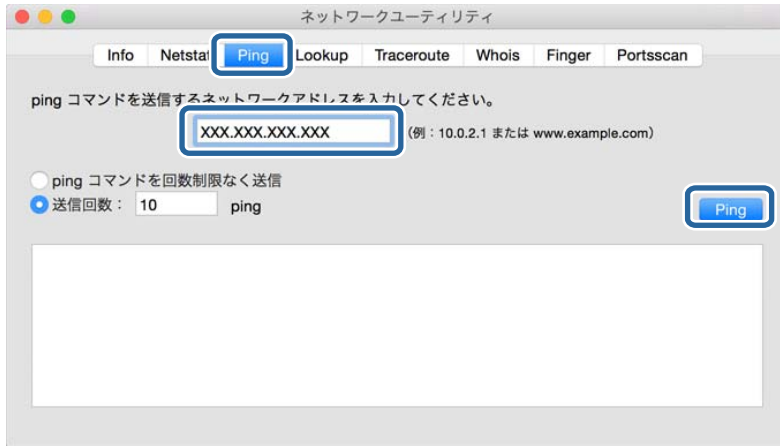 ネットワークユーティリティ
Info Netstat Ping Lookup Traceroute Whois Finger Portsscan
ping コマンドを送信するネットワークアドレスを入力してください。
XXX.XXX.XXX.XXX (例：10.0.2.1 または www.example.com)
ping コマンドを回数制限なく送信
送信回数： 10 ping
Ping